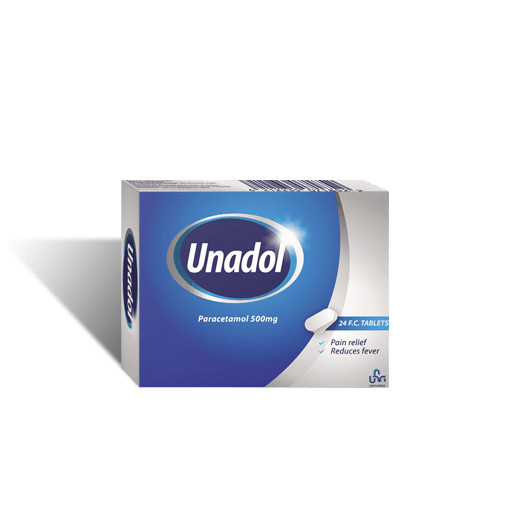 Unadol
Unadol
Paracetamol 500mg
24 F.C. TABLETS
Pain relief
Reduces fever